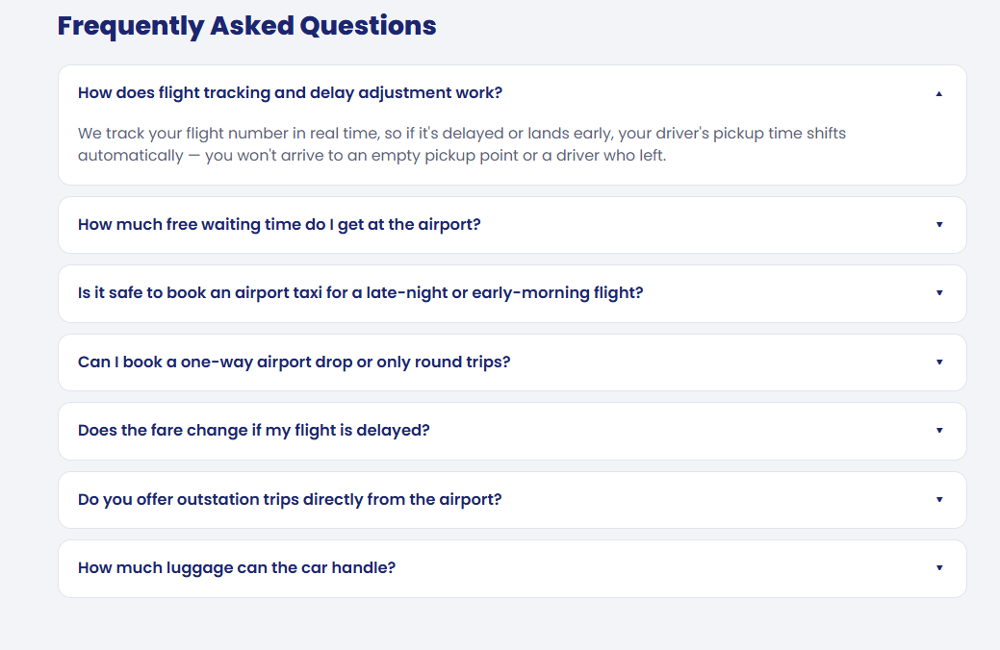 Frequently Asked Questions
How does flight tracking and delay adjustment work?
We track your flight number in real time, so if it's delayed or lands early, your driver's pickup time shifts
automatically — you won't arrive to an empty pickup point or a driver who left.
How much free waiting time do I get at the airport?
Is it safe to book an airport taxi for a late-night or early-morning flight?
Can I book a one-way airport drop or only round trips?
Does the fare change if my flight is delayed?
Do you offer outstation trips directly from the airport?
How much luggage can the car handle?